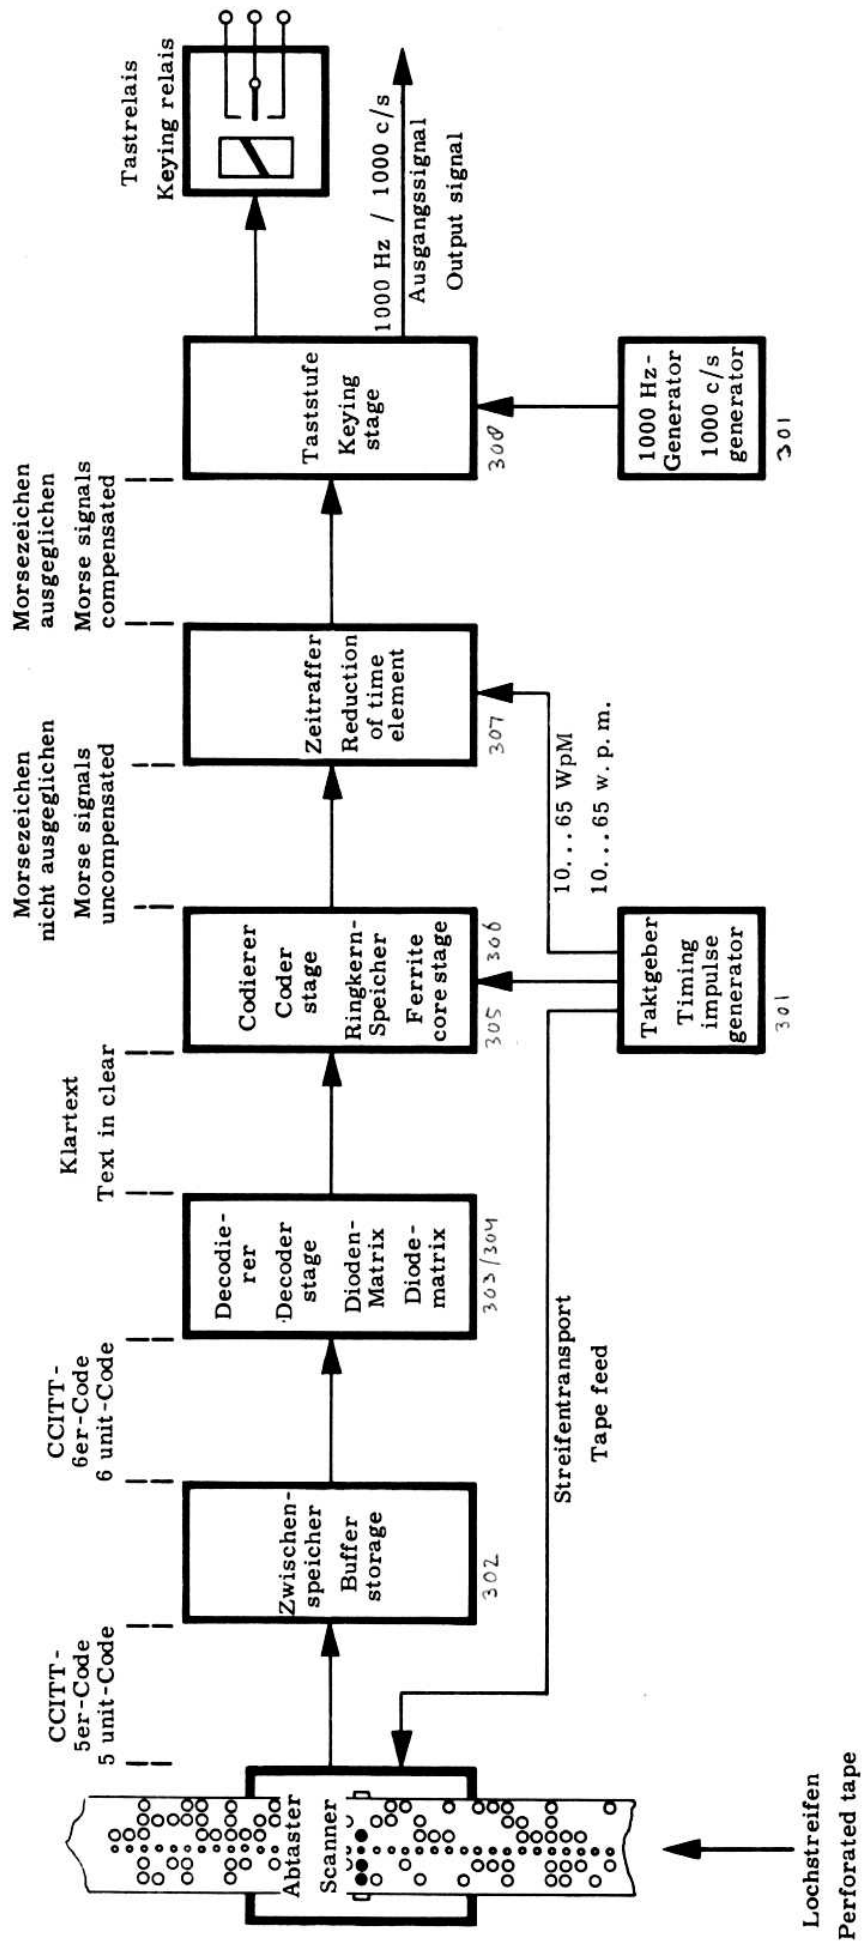 CCITT-
5er-Code
5 unit-Code
CCITT-
6er-Code
6 unit-Code
Klartext
Text in clear
Morsezeichen
nicht ausgeglichen
Morse signals
uncompensated
Morsezeichen
ausgeglichen
Morse signals
compensated
Tastrelais
Keying relais
Abtaster
Scanner
Zwischen-
speicher
Buffer
storage
302
Decodie-
rer
Decoder
stage
Dioden-
Matrix
Diode-
matrix
303/304
Codierer
Coder
stage
Ringkern-
Speicher
Ferrite
core stage
305 306
Zeitraffer
Reduction
of time
element
307
Taststufe
Keying
stage
308
1000 Hz / 1000 c/s
Ausgangssignal
Output signal
Streifentransport
Tape feed
10...65 WpM
10...65 w.p.m.
Taktgeber
Timing
impulse
generator
301
1000 Hz-
Generator
1000 c/s
generator
301
Lochstreifen
Perforated tape